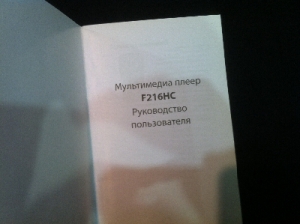 Мультимедиа плеер
F216HC
Руководство
пользователя